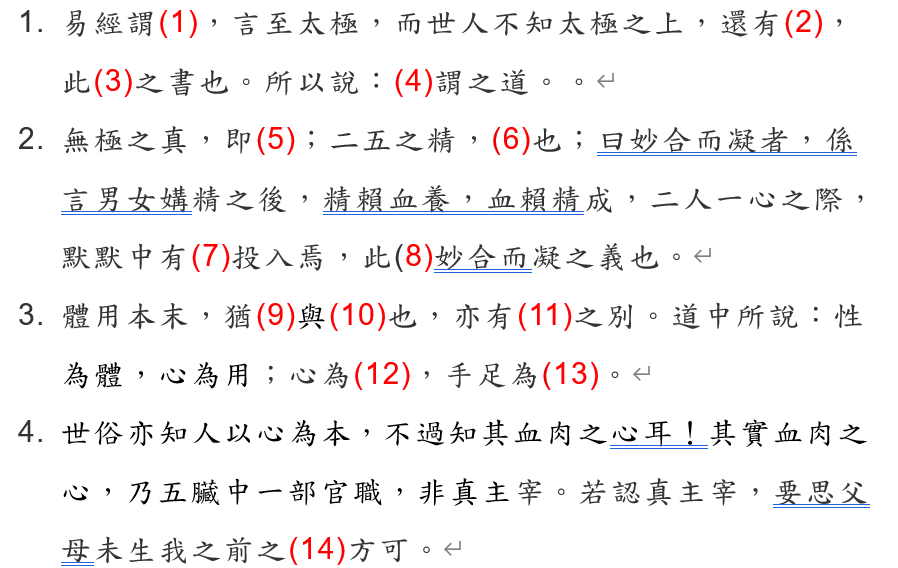 1. 易經謂(1)，言至太極，而世人不知太極之上，還有(2)，
此(3)之書也。所以說：(4)謂之道。。↵
2. 無極之真，即(5)；二五之精，(6)也；曰妙合而凝者，係
言男女媾精之後，精賴血養，血賴精成，二人一心之際，
默默中有(7)投入焉，此(8)妙合而凝之義也。↵
3. 體用本末，猶(9)與(10)也，亦有(11)之別。道中所說：性
為體，心為用；心為(12)，手足為(13)。↵
4. 世俗亦知人以心為本，不過知其血肉之心耳！其實血肉之
心，乃五臟中一部官職，非真主宰。若認真主宰，要思父
母未生我之前之(14)方可。↵